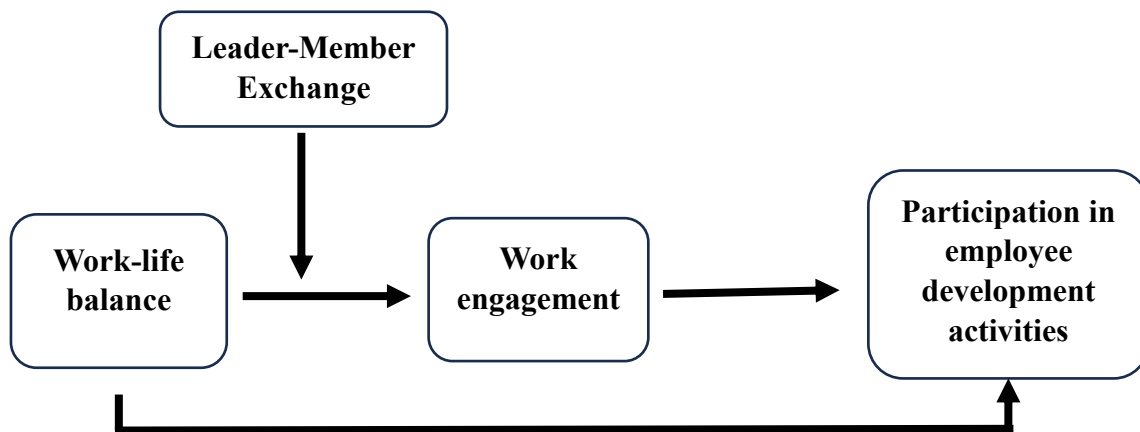 Leader-Member
Exchange
Work-life
balance
Work
engagement
Participation in
employee
development
activities